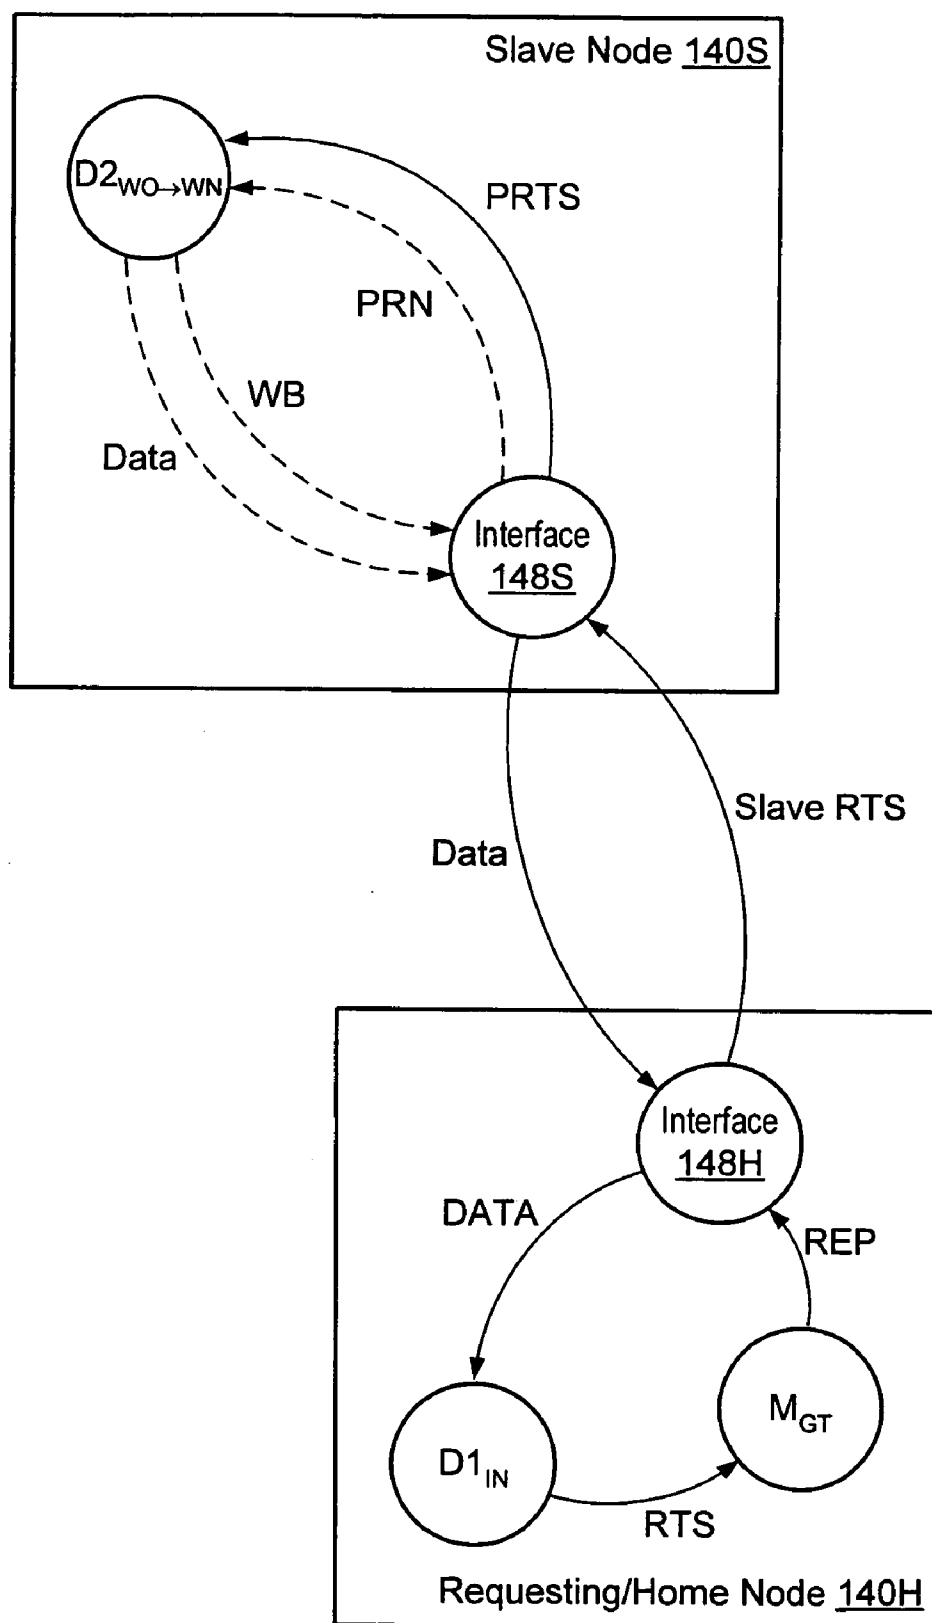 Slave Node 140S
D2WO→WN
PRTS
PRN
WB
Data
Interface
148S
Slave RTS
Data
Interface
148H
DATA
REP
MGT
D1IN
RTS
Requesting/Home Node 140H